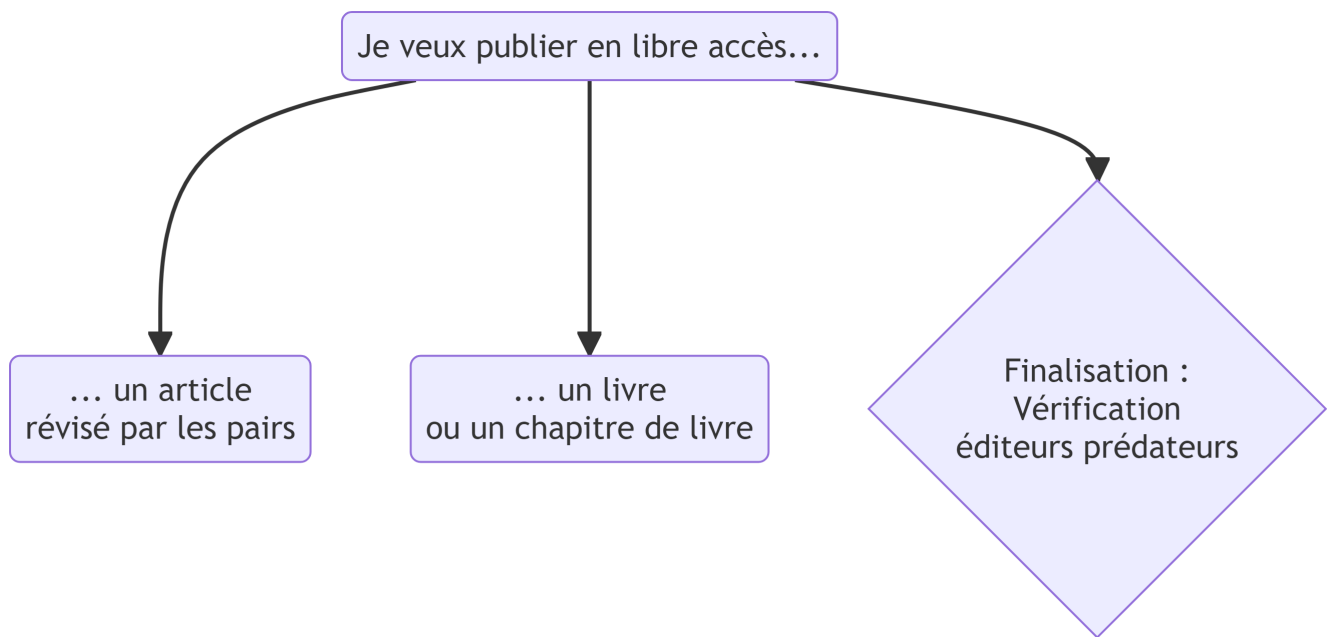 Je veux publier en libre accès...
... un article
révisé par les pairs
... un livre
ou un chapitre de livre
Finalisation :
Vérification
éditeurs prédateurs